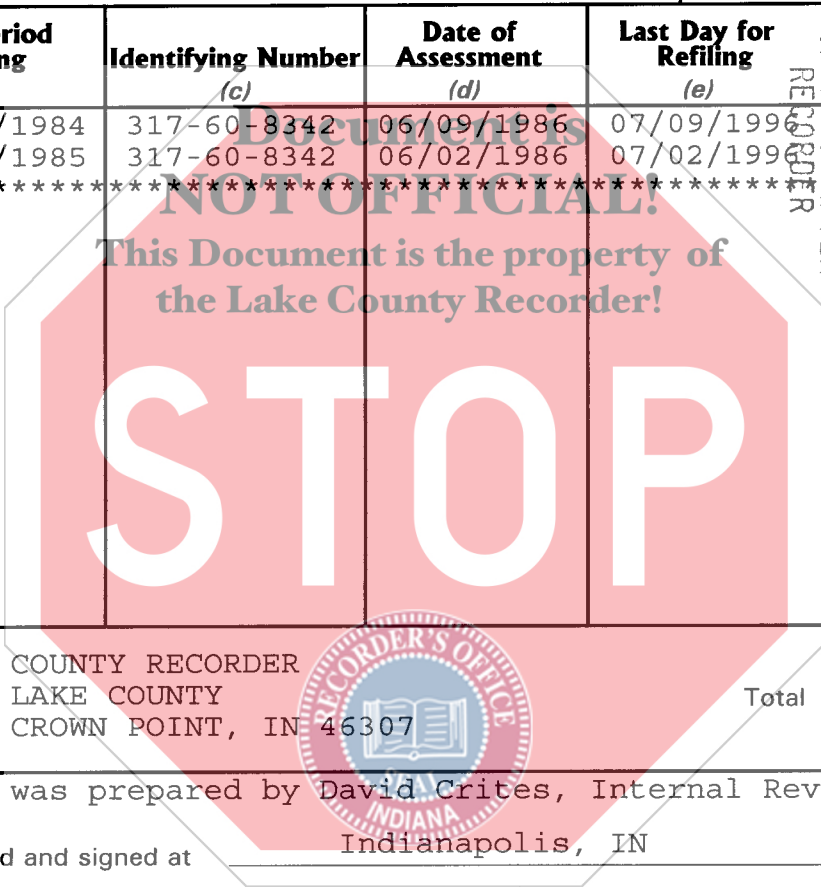 riod
ng
Identifying Number
(c)
Date of
Assessment
(d)
Last Day for
Refiling
(e)
/1984 317-60-8342 06/09/1986 07/09/1996
/1985 317-60-8342 06/02/1986 07/02/1996
Document is
NOT OFFICIAL!
This Document is the property of
the Lake County Recorder!
STOP
RECORDER
COUNTY RECORDER
LAKE COUNTY
CROWN POINT, IN 46307
Total
RECORDER'S OFFICE
SEAL
INDIANA
was prepared by David Crites, Internal Rev
d and signed at Indianapolis, IN